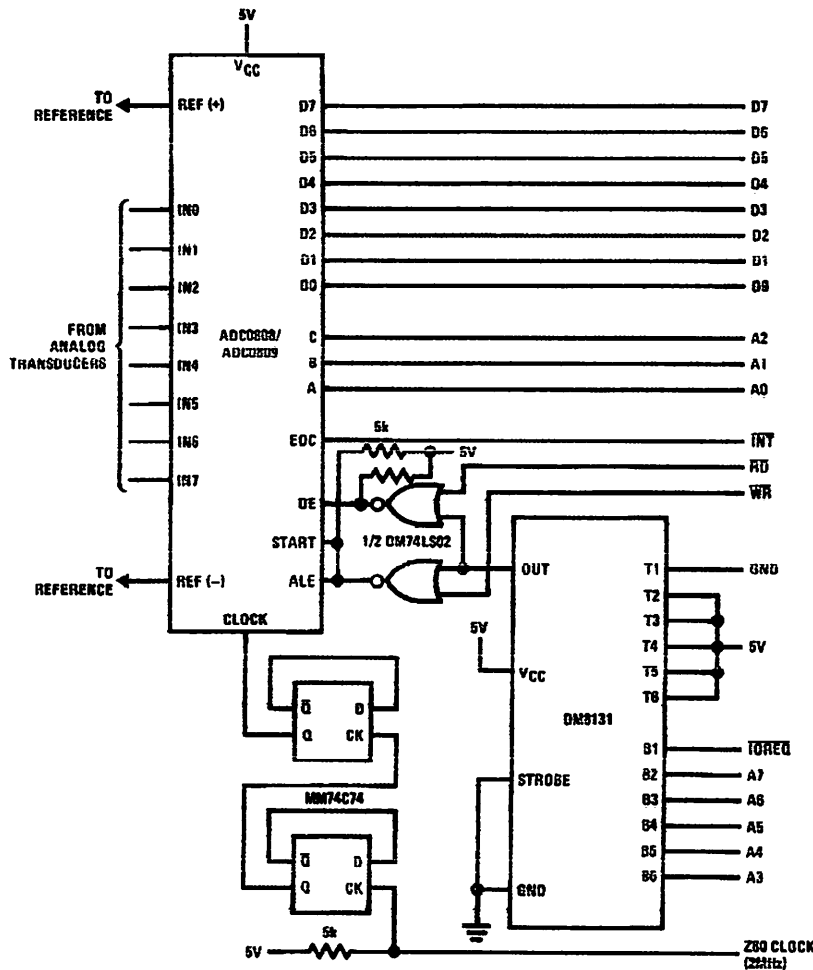 5V
VCC
TO
REFERENCE
REF (+)
D7
D6
D5
D4
D3
D2
D1
D0
D7
D6
D5
D4
D3
D2
D1
D9
IN0
IN1
IN2
IN3
IN4
IN5
IN6
IN7
FROM
ANALOG
TRANSDUCERS
ADC0808/
ADC0809
C
B
A
A2
A1
A0
EOC
5k
5V
INT
RD
WR
OE
START
1/2 DM74LS02
ALE
TO
REFERENCE
REF (−)
CLOCK
OUT
T1
T2
T3
T4
T5
T6
GND
5V
5V
VCC
DM8131
STROBE
GND
B1
B2
B3
B4
B5
B6
IOREQ
A7
A6
A5
A4
A3
Q
D
Q
CK
MM74C74
Q
D
Q
CK
5V
5k
Z80 CLOCK
(2MHz)